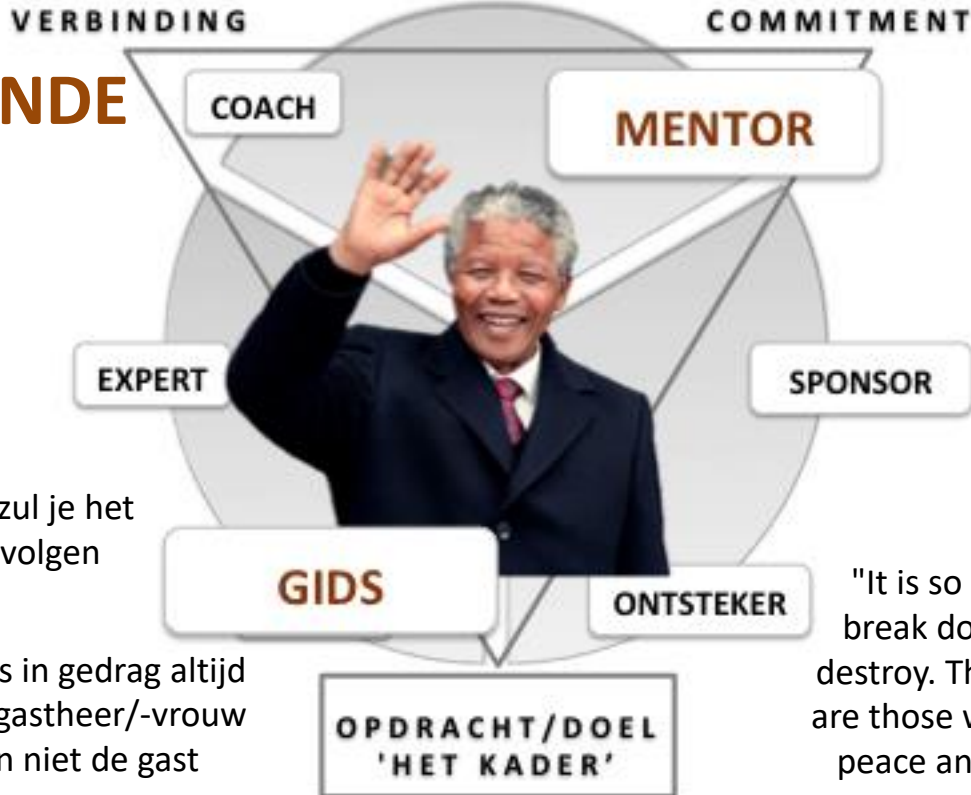 VERBINDING
COMMITMENT
NDE
COACH
MENTOR
EXPERT
SPONSOR
zul je het
volgen
GIDS
ONTSTEKER
s in gedrag altijd
gastheer/-vrouw
n niet de gast
"It is so
break do
destroy. Th
are those w
peace an
OPDRACHT/DOEL
'HET KADER’